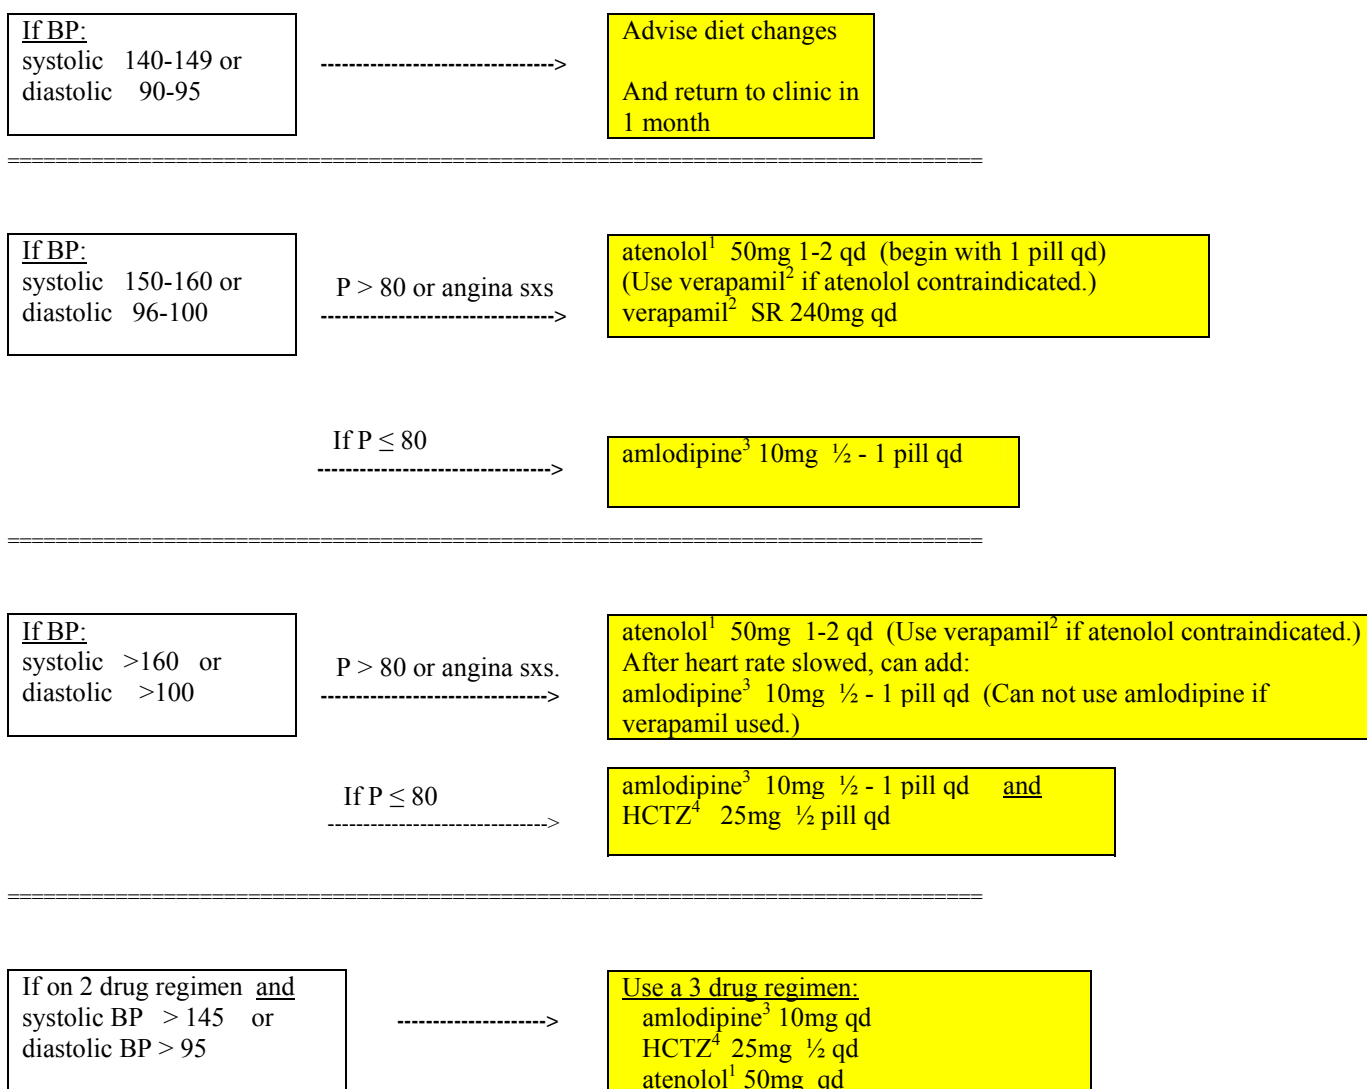 If BP:
systolic 140-149 or
diastolic 90-95
-------------------------------->
Advise diet changes
And return to clinic in
1 month
================================================================================
If BP:
systolic 150-160 or
diastolic 96-100
P > 80 or angina sxs
-------------------------------->
atenolol¹ 50mg 1-2 qd (begin with 1 pill qd)
(Use verapamil² if atenolol contraindicated.)
verapamil² SR 240mg qd
If P ≤ 80
-------------------------------->
amlodipine³ 10mg ½ - 1 pill qd
================================================================================
If BP:
systolic >160 or
diastolic >100
P > 80 or angina sxs.
-------------------------------->
atenolol¹ 50mg 1-2 qd (Use verapamil² if atenolol contraindicated.)
After heart rate slowed, can add:
amlodipine³ 10mg ½ - 1 pill qd (Can not use amlodipine if
verapamil used.)
If P ≤ 80
-------------------------------->
amlodipine³ 10mg ½ - 1 pill qd and
HCTZ⁴ 25mg ½ pill qd
================================================================================
If on 2 drug regimen and
systolic BP > 145 or
diastolic BP > 95
--------------------->
Use a 3 drug regimen:
amlodipine³ 10mg qd
HCTZ⁴ 25mg ½ qd
atenolol¹ 50mg qd